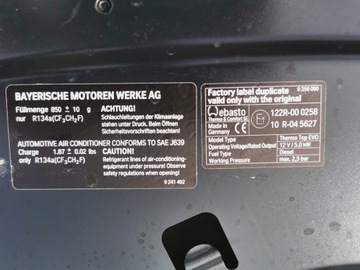 BAYERISCHE MOTOREN WERKE AG
Füllmenge 850 ± 10 g
nur R134a(CF₃CH₂F)
ACHTUNG!
Schlauchleitungen der Klimaanlage
stehen unter Druck. Beim Öffnen
Sicherheitsvorschriften beachten!
AUTOMOTIVE AIR CONDITIONER CONFORMS TO SAE J639
Charge 1.87 ± 0.02 lbs
only R134a(CF₃CH₂F)
CAUTION!
Refrigerant lines of air-conditioning
equipment are under pressure. Observe
safety regulations when opening!
9 241 492
Factory label duplicate
valid only with the original
Webasto
Thermo & Comfort SE
122R-00 0258
10 R-04 5627
Model Type Thermo Top EVO
Operating Voltage/Rated Output 12 V / 5,0 kW
Fuel Type Diesel
Working Pressure max. 2,5 bar